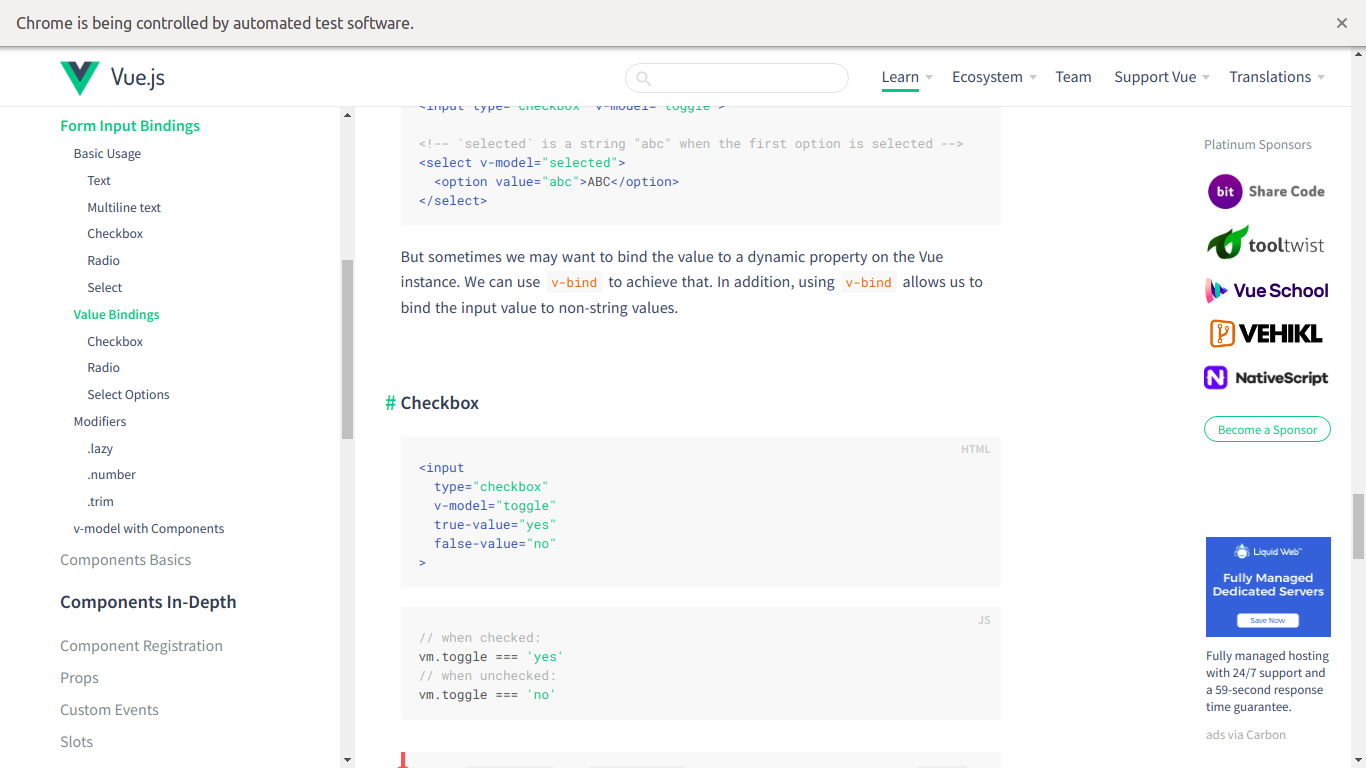 Chrome is being controlled by automated test software.
Vue.js
Learn
Ecosystem
Team
Support Vue
Translations
Form Input Bindings
Basic Usage
Text
Multiline text
Checkbox
Radio
Select
Value Bindings
Checkbox
Radio
Select Options
Modifiers
.lazy
.number
.trim
v-model with Components
Components Basics
Components In-Depth
Component Registration
Props
Custom Events
Slots
<input type="checkbox" v-model="toggle">
<!-- `selected` is a string "abc" when the first option is selected -->
<select v-model="selected">
<option value="abc">ABC</option>
</select>
But sometimes we may want to bind the value to a dynamic property on the Vue
instance. We can use v-bind to achieve that. In addition, using v-bind allows us to
bind the input value to non-string values.
# Checkbox
HTML
<input
type="checkbox"
v-model="toggle"
true-value="yes"
false-value="no"
>
JS
// when checked:
vm.toggle === 'yes'
// when unchecked:
vm.toggle === 'no'
Platinum Sponsors
bit Share Code
tooltwist
Vue School
VEHIKL
NativeScript
Become a Sponsor
Liquid Web™
Fully Managed
Dedicated Servers
Save Now
Fully managed hosting
with 24/7 support and
a 59-second response
time guarantee.
ads via Carbon